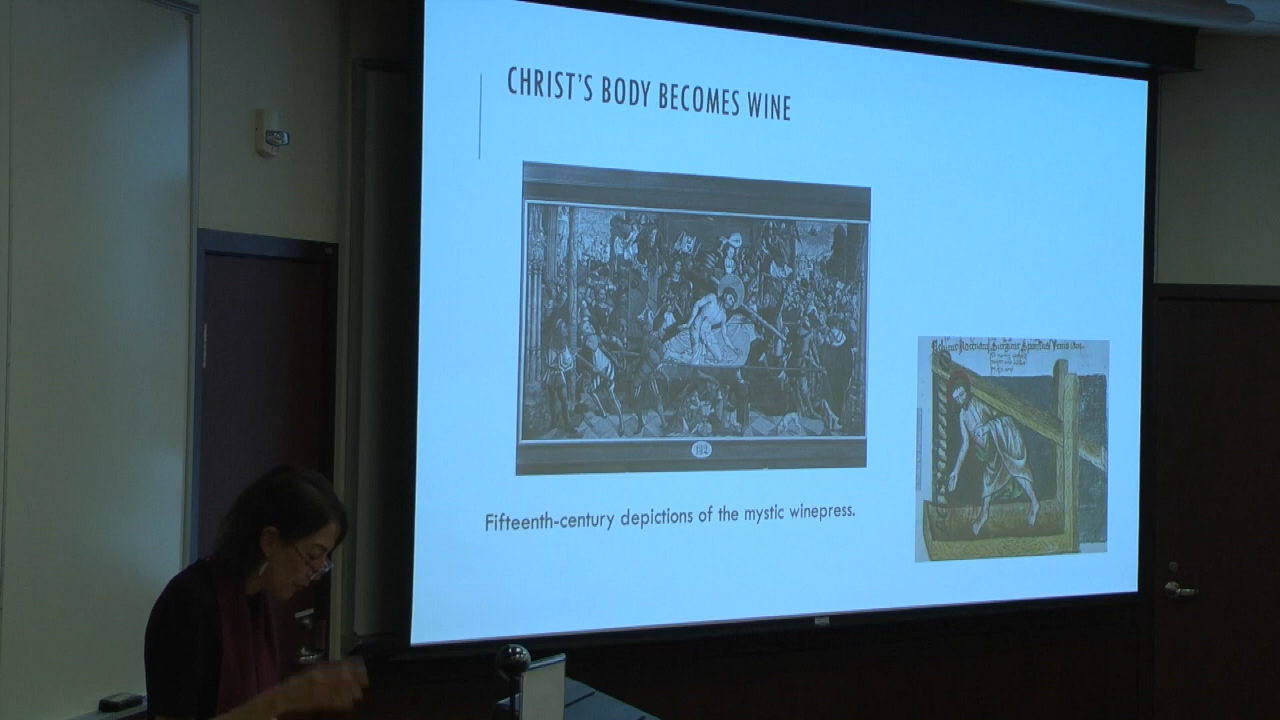 CHRIST'S BODY BECOMES WINE
Fifteenth-century depictions of the mystic winepress.